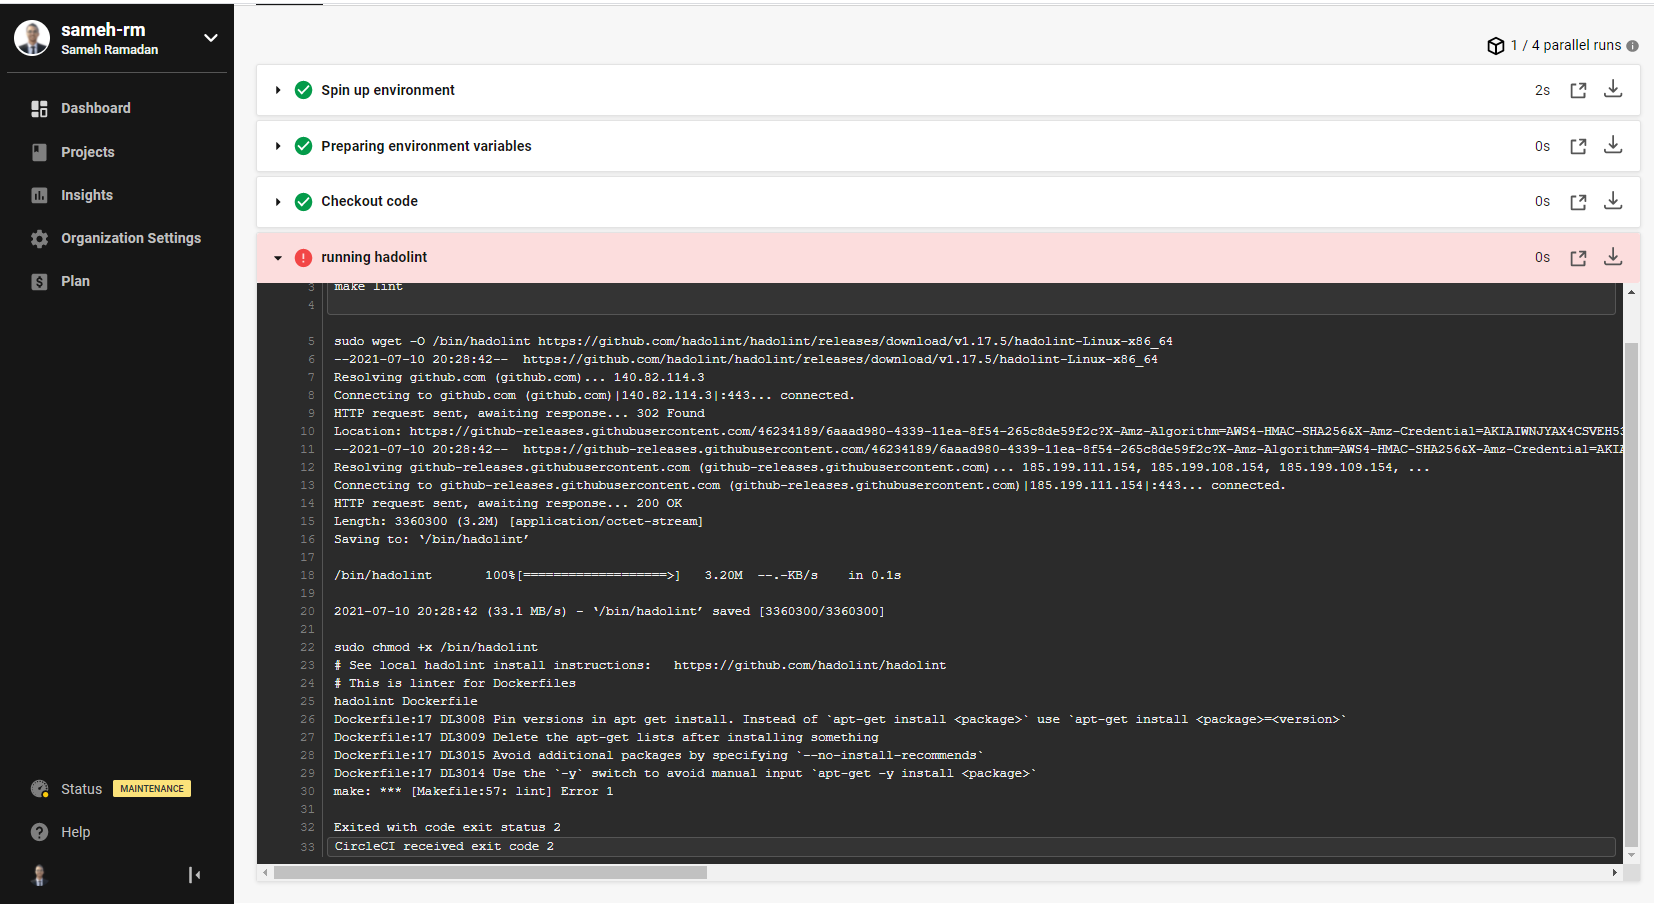 sameh-rm
Sameh Ramadan
Dashboard
Projects
Insights
Organization Settings
Plan
Status MAINTENANCE
Help
1 / 4 parallel runs
Spin up environment 2s
Preparing environment variables 0s
Checkout code 0s
running hadolint 0s
3 make lint
4
5 sudo wget -O /bin/hadolint https://github.com/hadolint/hadolint/releases/download/v1.17.5/hadolint-Linux-x86_64
6 --2021-07-10 20:28:42-- https://github.com/hadolint/hadolint/releases/download/v1.17.5/hadolint-Linux-x86_64
7 Resolving github.com (github.com)... 140.82.114.3
8 Connecting to github.com (github.com)|140.82.114.3|:443... connected.
9 HTTP request sent, awaiting response... 302 Found
10 Location: https://github-releases.githubusercontent.com/46234189/6aaad980-4339-11ea-8f54-265c8de59f2c?X-Amz-Algorithm=AWS4-HMAC-SHA256&X-Amz-Credential=AKIAIWNJYAX4CSVEH53
11 --2021-07-10 20:28:42-- https://github-releases.githubusercontent.com/46234189/6aaad980-4339-11ea-8f54-265c8de59f2c?X-Amz-Algorithm=AWS4-HMAC-SHA256&X-Amz-Credential=AKIA
12 Resolving github-releases.githubusercontent.com (github-releases.githubusercontent.com)... 185.199.111.154, 185.199.108.154, 185.199.109.154, ...
13 Connecting to github-releases.githubusercontent.com (github-releases.githubusercontent.com)|185.199.111.154|:443... connected.
14 HTTP request sent, awaiting response... 200 OK
15 Length: 3360300 (3.2M) [application/octet-stream]
16 Saving to: ‘/bin/hadolint’
17
18 /bin/hadolint 100%[===================>] 3.20M --.-KB/s in 0.1s
19
20 2021-07-10 20:28:42 (33.1 MB/s) - ‘/bin/hadolint’ saved [3360300/3360300]
21
22 sudo chmod +x /bin/hadolint
23 # See local hadolint install instructions: https://github.com/hadolint/hadolint
24 # This is linter for Dockerfiles
25 hadolint Dockerfile
26 Dockerfile:17 DL3008 Pin versions in apt get install. Instead of `apt-get install <package>` use `apt-get install <package>=<version>`
27 Dockerfile:17 DL3009 Delete the apt-get lists after installing something
28 Dockerfile:17 DL3015 Avoid additional packages by specifying `--no-install-recommends`
29 Dockerfile:17 DL3014 Use the `-y` switch to avoid manual input `apt-get -y install <package>`
30 make: *** [Makefile:57: lint] Error 1
31
32 Exited with code exit status 2
33 CircleCI received exit code 2